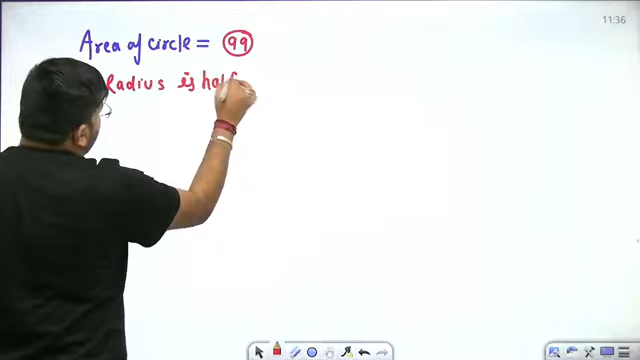 11:36
Area of circle = 99
Radius is half